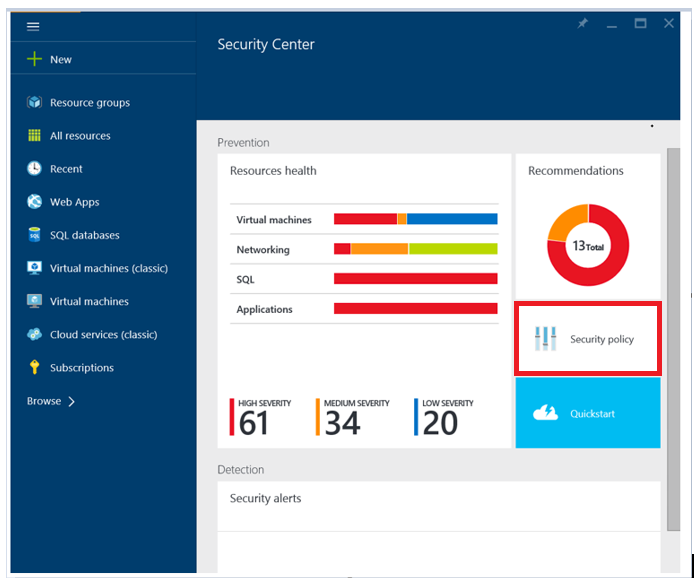 Security Center
New
Resource groups
All resources
Recent
Web Apps
SQL databases
Virtual machines (classic)
Virtual machines
Cloud services (classic)
Subscriptions
Browse
Prevention
Resources health
Virtual machines
Networking
SQL
Applications
HIGH SEVERITY
61
MEDIUM SEVERITY
34
LOW SEVERITY
20
Recommendations
13 Total
Security policy
Quickstart
Detection
Security alerts